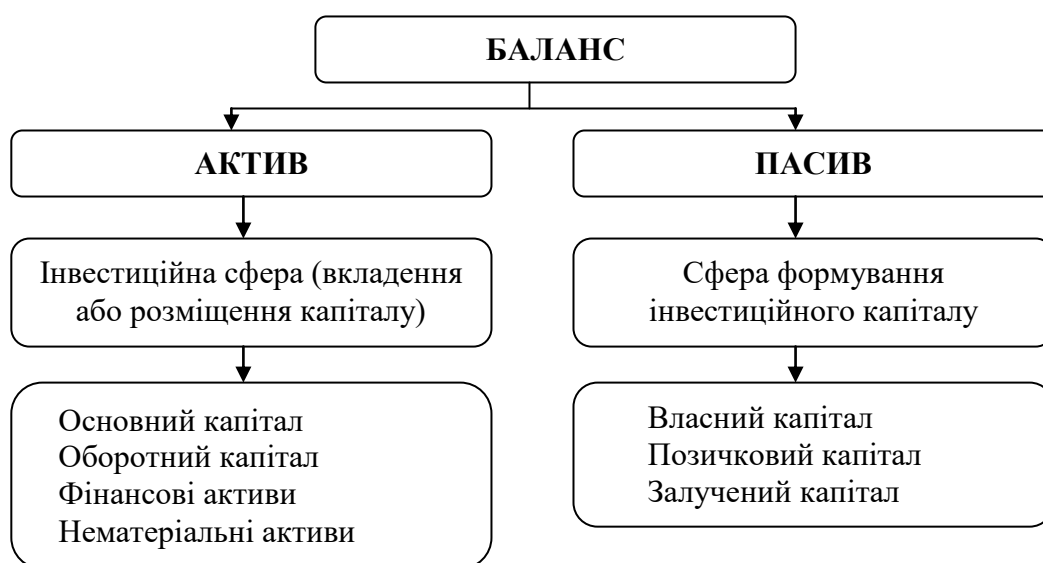 БАЛАНС
АКТИВ
ПАСИВ
Інвестиційна сфера (вкладення
або розміщення капіталу)
Сфера формування
інвестиційного капіталу
Основний капітал
Оборотний капітал
Фінансові активи
Нематеріальні активи
Власний капітал
Позичковий капітал
Залучений капітал